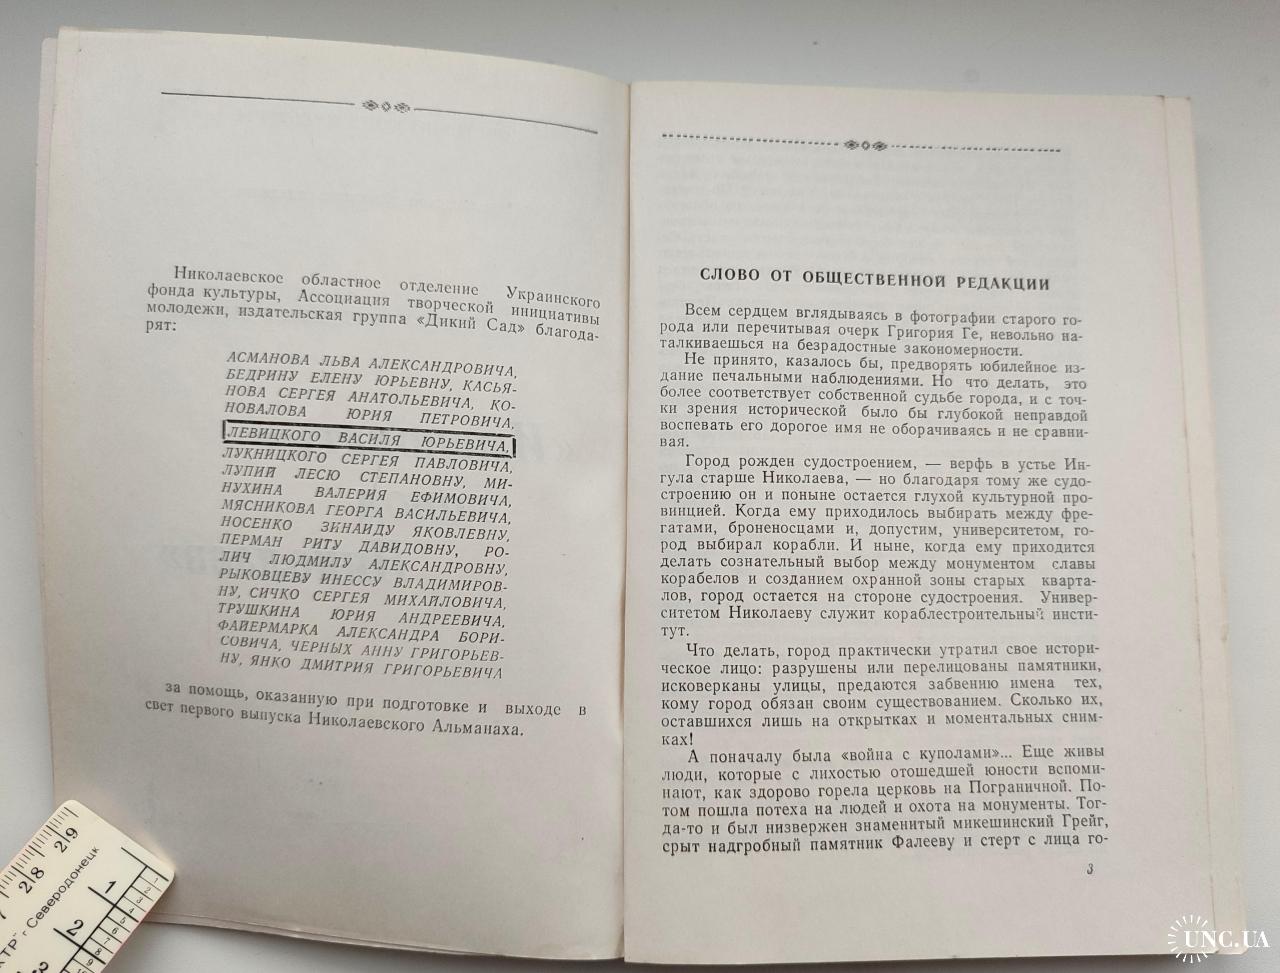 Николаевское областное отделение Украинского
фонда культуры, Ассоциация творческой инициативы
молодежи, издательская группа «Дикий Сад» благода-
рят:
АСМАНОВА ЛЬВА АЛЕКСАНДРОВИЧА,
БЕДРИНУ ЕЛЕНУ ЮРЬЕВНУ, КАСЬЯ-
НОВА СЕРГЕЯ АНАТОЛЬЕВИЧА, КО-
НОВАЛОВА ЮРИЯ ПЕТРОВИЧА,
ЛЕВИЦКОГО ВАСИЛЯ ЮРЬЕВИЧА,
ЛУКНИЦКОГО СЕРГЕЯ ПАВЛОВИЧА,
ЛУПИЙ ЛЕСЮ СТЕПАНОВНУ, МИ-
НУХИНА ВАЛЕРИЯ ЕФИМОВИЧА,
МЯСНИКОВА ГЕОРГА ВАСИЛЬЕВИЧА,
НОСЕНКО ЗИНАИДУ ЯКОВЛЕВНУ,
ПЕРМАН РИТУ ДАВИДОВНУ, РО-
ЛИЧ ЛЮДМИЛУ АЛЕКСАНДРОВНУ,
РЫКОВЦЕВУ ИНЕССУ ВЛАДИМИРОВ-
НУ, СИЧКО СЕРГЕЯ МИХАЙЛОВИЧА,
ТРУШКИНА ЮРИЯ АНДРЕЕВИЧА,
ФАЙЕРМАРКА АЛЕКСАНДРА БОРИ-
СОВИЧА, ЧЕРНЫХ АННУ ГРИГОРЬЕВ-
НУ, ЯНКО ДМИТРИЯ ГРИГОРЬЕВИЧА
за помощь, оказанную при подготовке и выходе в
свет первого выпуска Николаевского Альманаха.
СЛОВО ОТ ОБЩЕСТВЕННОЙ РЕДАКЦИИ
Всем сердцем вглядываясь в фотографии старого го-
рода или перечитывая очерк Григория Ге, невольно на-
талкиваешься на безрадостные закономерности.
Не принято, казалось бы, предворять юбилейное из-
дание печальными наблюдениями. Но что делать, это
более соответствует собственной судьбе города, и с точ-
ки зрения исторической было бы глубокой неправдой
воспевать его дорогое имя не оборачиваясь и не сравни-
вая.
Город рожден судостроением, — верфь в устье Ин-
гула старше Николаева, — но благодаря тому же судо-
строению он и поныне остается глухой культурной про-
винцией. Когда ему приходилось выбирать между фре-
гатами, броненосцами и, допустим, университетом, го-
род выбирал корабли. И ныне, когда ему приходится
делать сознательный выбор между монументом славы
корабелов и созданием охранной зоны старых кварта-
лов, город остается на стороне судостроения. Универ-
ситетом Николаеву служит кораблестроительный инсти-
тут.
Что делать, город практически утратил свое истори-
ческое лицо: разрушены или перелицованы памятники,
исковерканы улицы, предаются забвению имена тех,
кому город обязан своим существованием. Сколько их,
оставшихся лишь на открытках и моментальных сним-
ках!
А поначалу была «война с куполами»... Еще живы
люди, которые с лихостью отошедшей юности вспоми-
нают, как здорово горела церковь на Пограничной. По-
том пошла потеха на людей и охота на монументы. Тог-
да-то и был низвержен знаменитый микешинский Грейг,
срыт надгробный памятник Фалееву и стерт с лица го-
3
28 29
г Северодонецк
1
2
3
UNC.UA